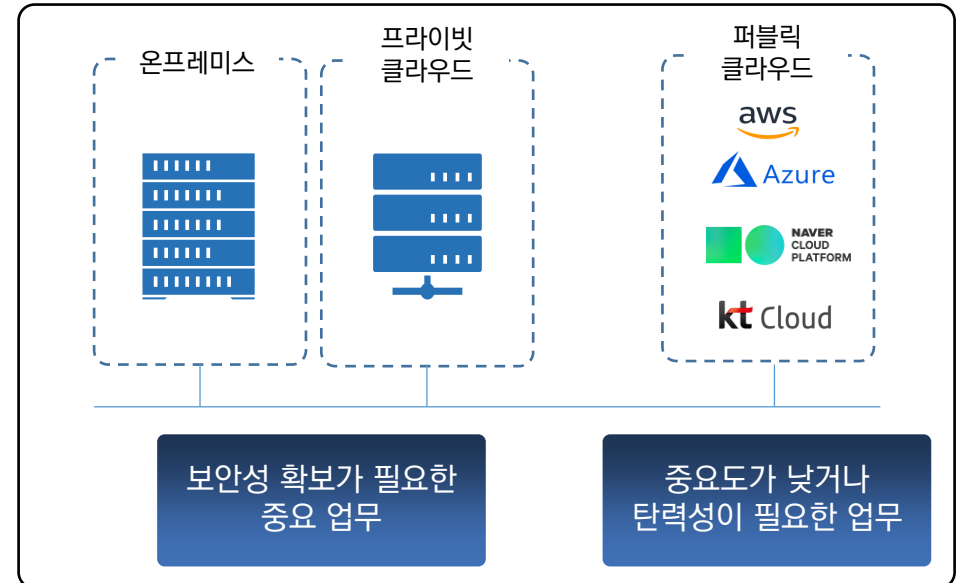 온프레미스
프라이빗
클라우드
퍼블릭
클라우드
aws
Azure
NAVER
CLOUD
PLATFORM
kt Cloud
보안성 확보가 필요한
중요 업무
중요도가 낮거나
탄력성이 필요한 업무